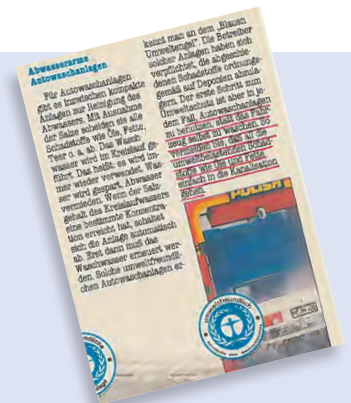 Abwasserarme
Autowaschanlagen
Für Autowaschanlagen
gibt es inzwischen kompakte
Anlagen zur Reinigung des
Abwassers. Mit Ausnahme
der Salze scheiden sie alle
Schadstoffe wie Öle, Fette,
Teer o. ä. ab. Das Wasch-
wasser wird im Kreislauf ge-
führt. Das heißt, es wird im-
mer wieder verwendet. Was-
ser wird gespart, Abwasser
vermieden. Wenn der Salz-
gehalt des Kreislaufwassers
eine bestimmte Konzentra-
tion erreicht hat, schaltet
sich die Anlage automatisch
ab. Erst dann muß das
Waschwasser erneuert wer-
den. Solche umweltfreundli-
chen Autowaschanlagen er-
kennt man an dem „Blauen
Umweltengel". Die Betreiber
solcher Anlagen haben sich
verpflichtet, die abgeschie-
denen Schadstoffe ordnungs-
gemäß auf Deponien abzula-
gern. Der erste Schritt zum
Umweltschutz ist aber in je-
dem Fall Autowaschanlagen
zu benutzen, statt das Fahr-
zeug selbst zu waschen. So
vermeiden Sie, daß all die
umweltbelastenden Schad-
stoffe wie Öle und Fette,
einfach in die Kanalisation
gehen.
POLISH
umweltfreundlich